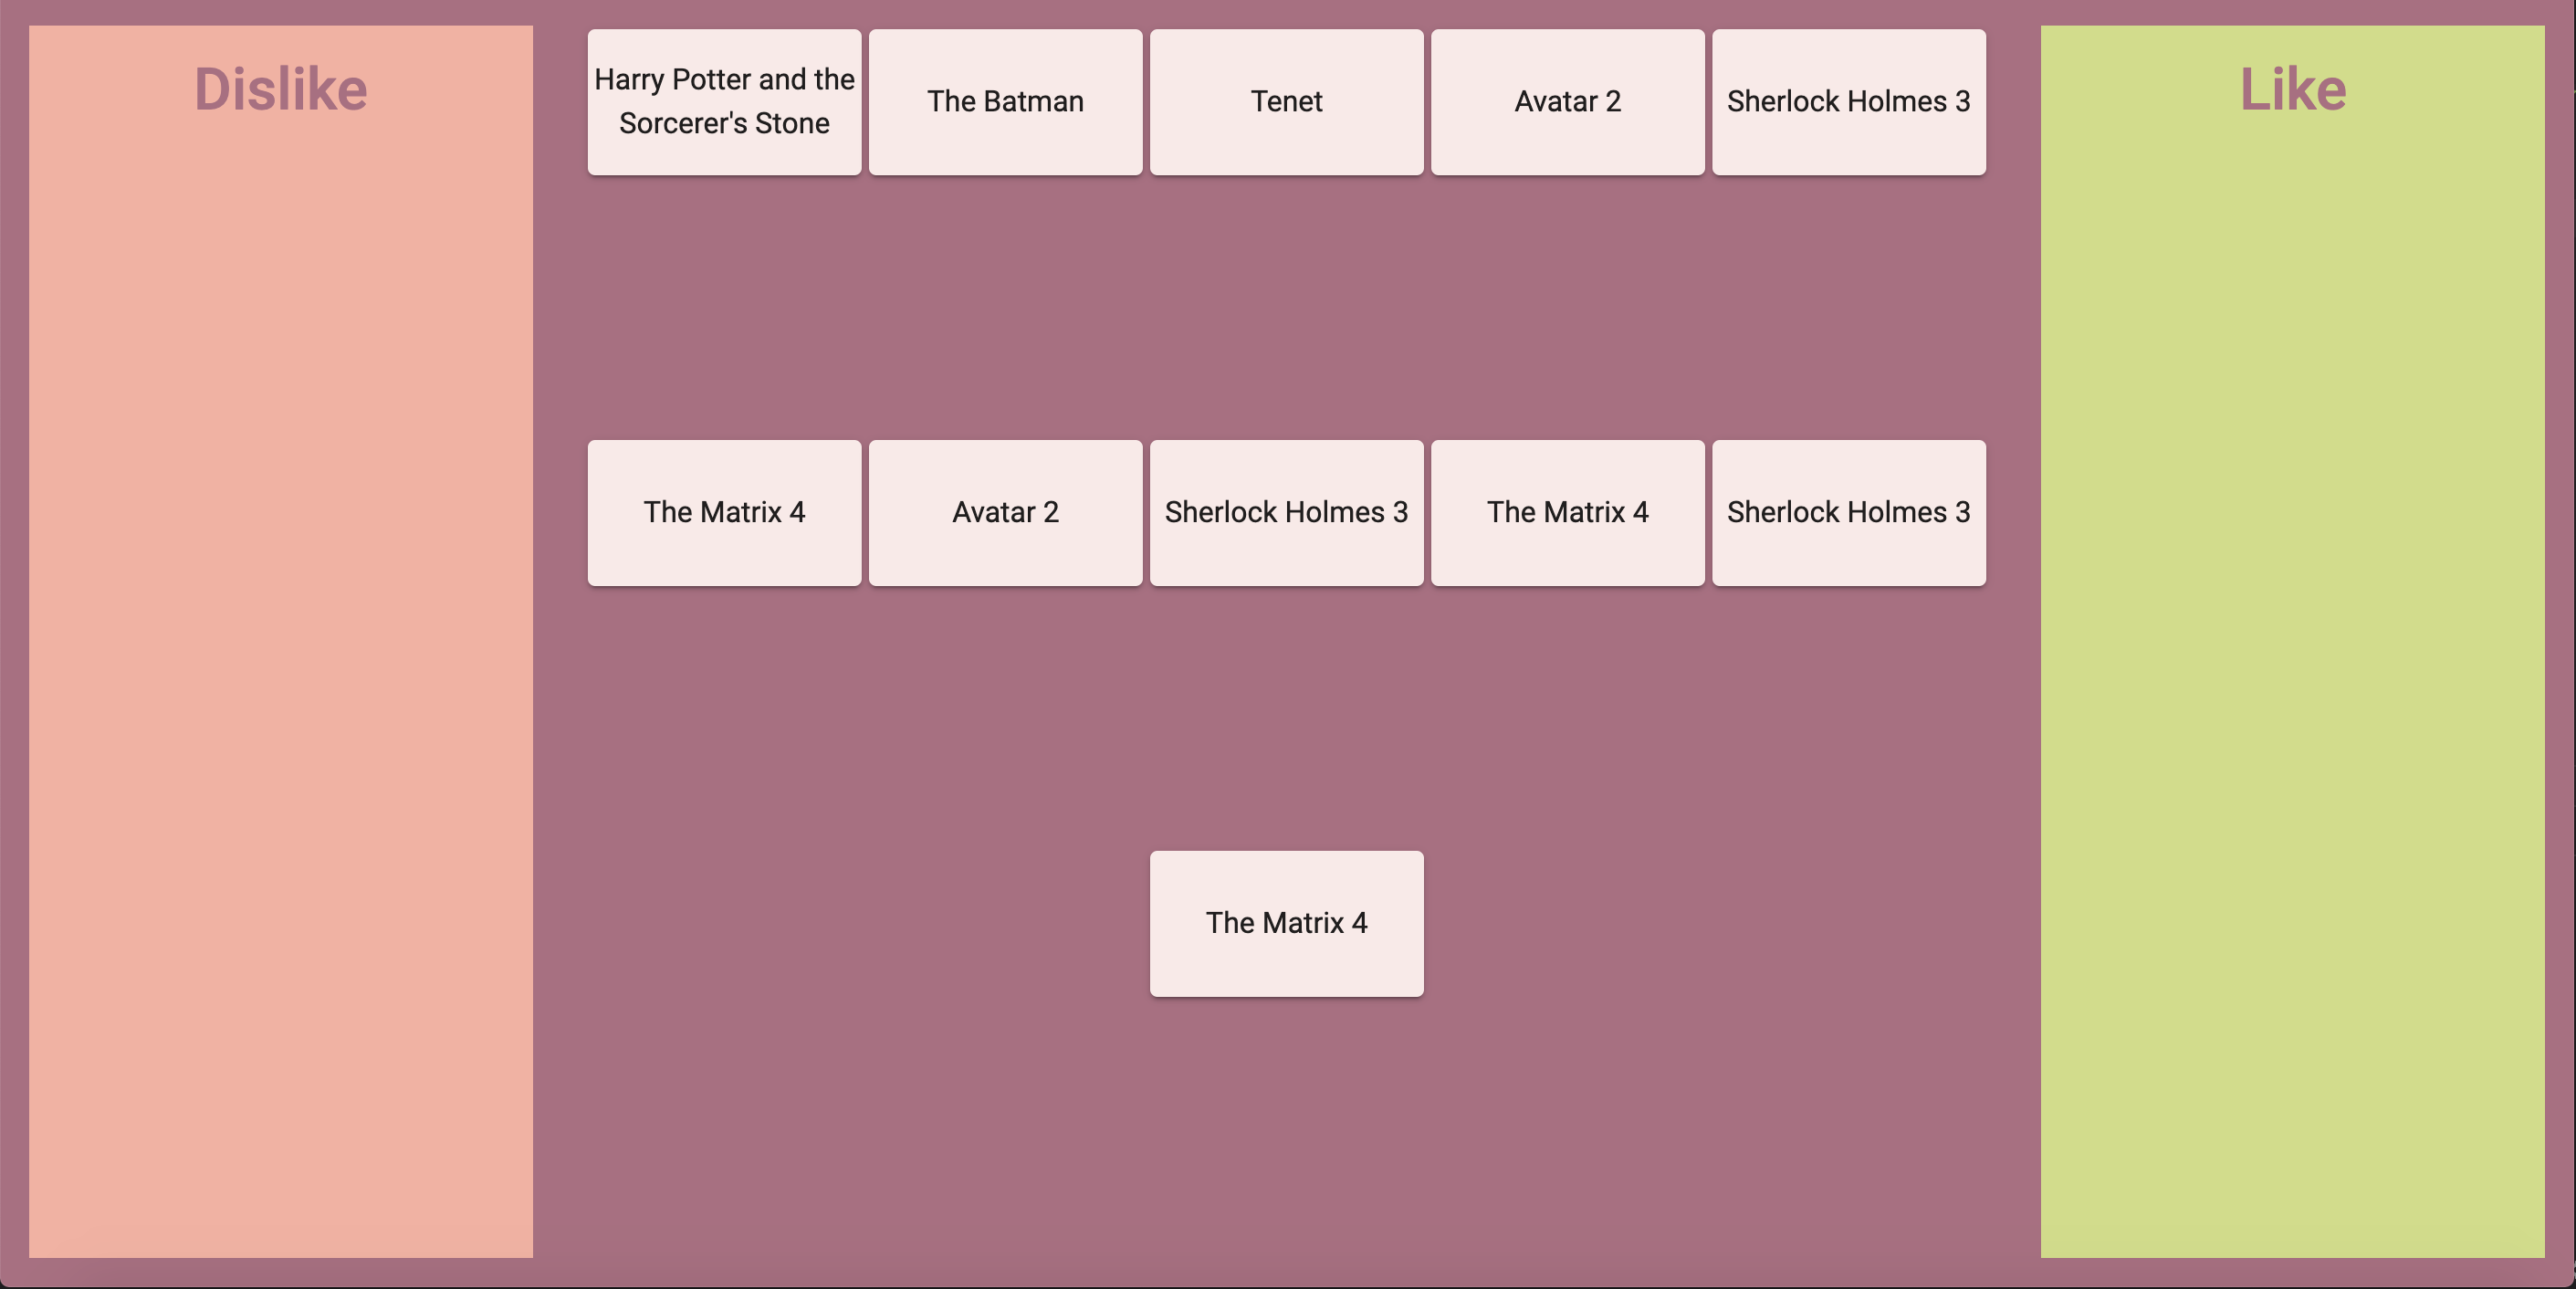 Dislike
Harry Potter and the
Sorcerer's Stone
The Batman
Tenet
Avatar 2
Sherlock Holmes 3
Like
The Matrix 4
Avatar 2
Sherlock Holmes 3
The Matrix 4
Sherlock Holmes 3
The Matrix 4